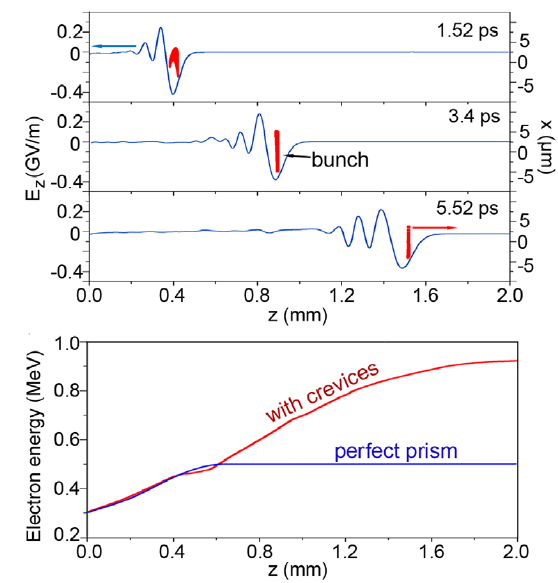 0.2
0
-0.4
1.52 ps
5
0
-5
0.2
0
-0.4
3.4 ps
bunch
5
0
-5
0.2
0
-0.4
5.52 ps
5
0
-5
E_z (GV/m)
x (μm)
0.0 0.4 0.8 1.2 1.6 2.0
z (mm)
1.0
0.8
0.6
0.4
0.2
Electron energy (MeV)
with crevices
perfect prism
0.0 0.4 0.8 1.2 1.6 2.0
z (mm)